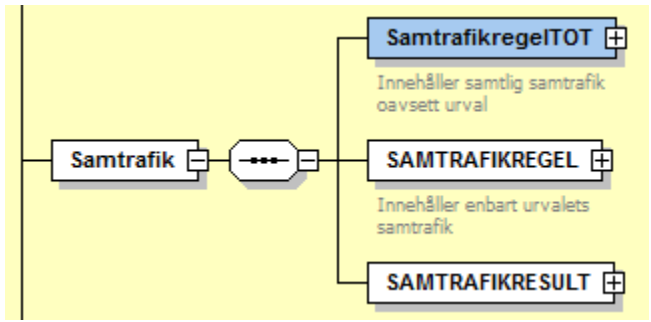 SamtrafikregelTOT
Innehåller samtlig samtrafik
oavsett urval
Samtrafik
SAMTRAFIKREGEL
Innehåller enbart urvalets
samtrafik
SAMTRAFIKRESULT